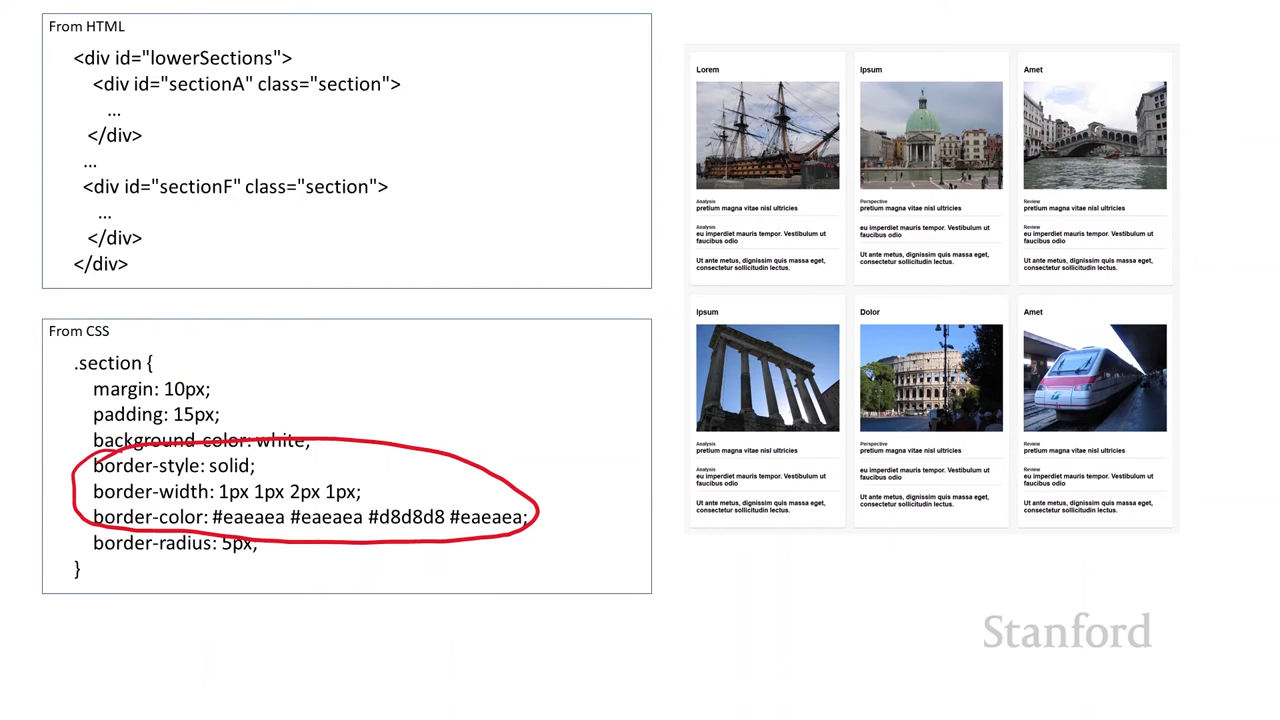 From HTML
<div id="lowerSections">
<div id="sectionA" class="section">
...
</div>
...
<div id="sectionF" class="section">
...
</div>
</div>
From CSS
.section {
margin: 10px;
padding: 15px;
background-color: white;
border-style: solid;
border-width: 1px 1px 2px 1px;
border-color: #eaeaea #eaeaea #d8d8d8 #eaeaea;
border-radius: 5px;
}
Lorem
Analysis
pretium magna vitae nisl ultricies
Analysis
eu imperdiet mauris tempor. Vestibulum ut
faucibus odio
Ut ante metus, dignissim quis massa eget,
consectetur sollicitudin lectus.
Ipsum
Perspective
pretium magna vitae nisl ultricies
eu imperdiet mauris tempor. Vestibulum ut
faucibus odio
Ut ante metus, dignissim quis massa eget,
consectetur sollicitudin lectus.
Amet
Review
pretium magna vitae nisl ultricies
Review
eu imperdiet mauris tempor. Vestibulum ut
faucibus odio
Ut ante metus, dignissim quis massa eget,
consectetur sollicitudin lectus.
Ipsum
Analysis
pretium magna vitae nisl ultricies
Analysis
eu imperdiet mauris tempor. Vestibulum ut
faucibus odio
Ut ante metus, dignissim quis massa eget,
consectetur sollicitudin lectus.
Dolor
Perspective
pretium magna vitae nisl ultricies
eu imperdiet mauris tempor. Vestibulum ut
faucibus odio
Ut ante metus, dignissim quis massa eget,
consectetur sollicitudin lectus.
Amet
Review
pretium magna vitae nisl ultricies
Review
eu imperdiet mauris tempor. Vestibulum ut
faucibus odio
Ut ante metus, dignissim quis massa eget,
consectetur sollicitudin lectus.
Stanford